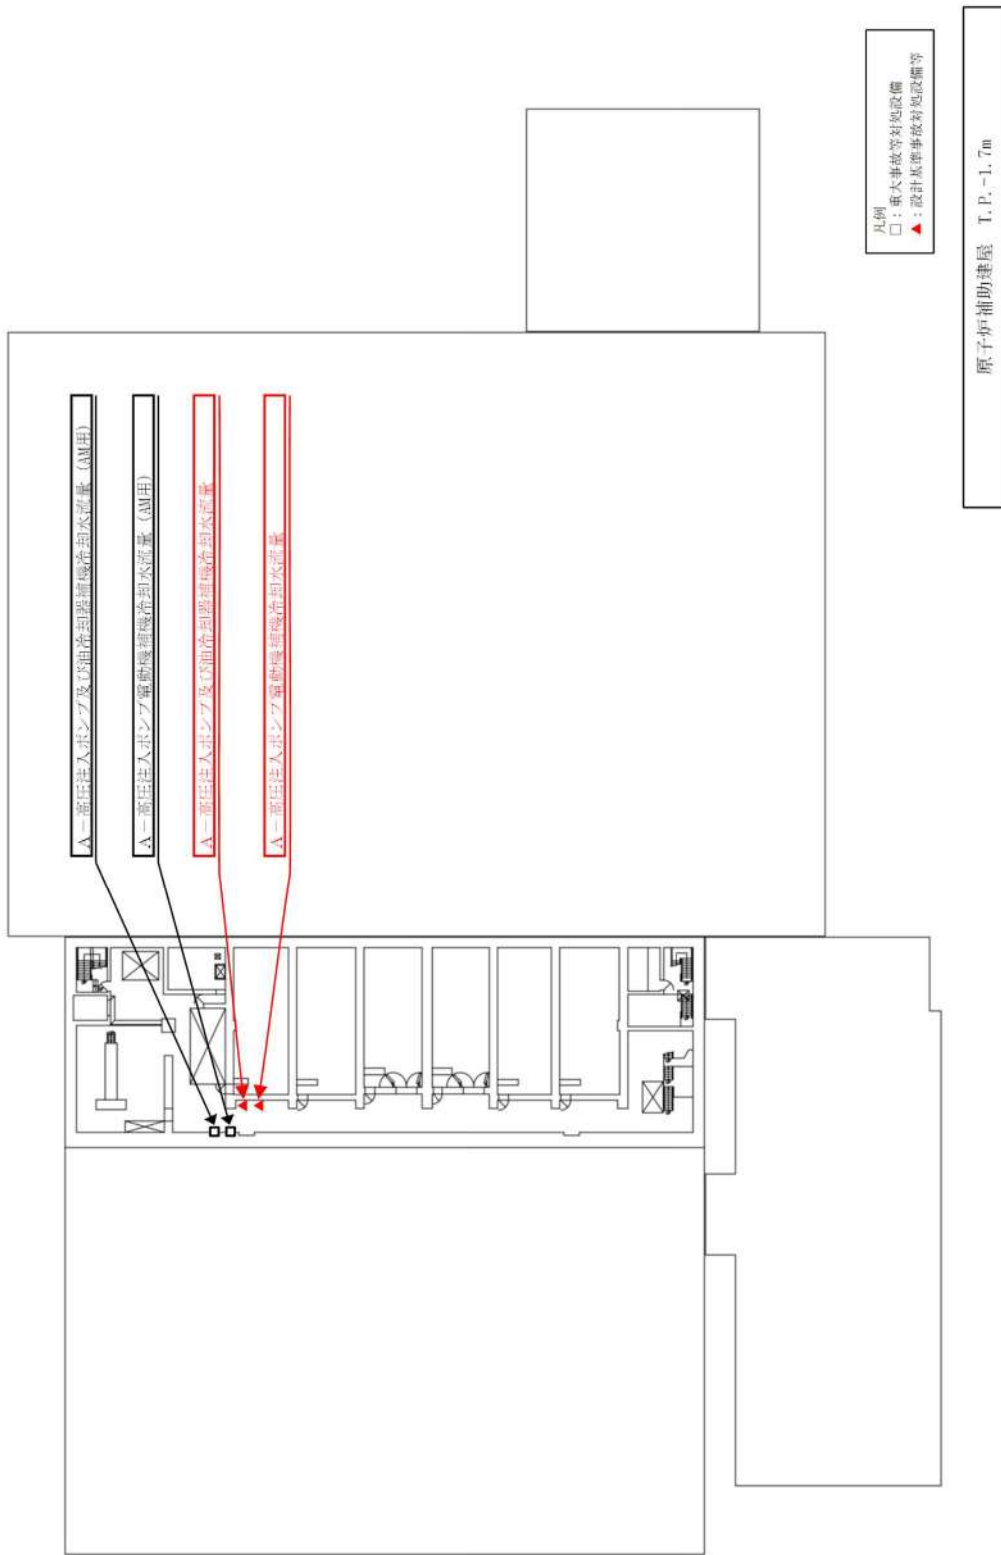 A-高圧注入ポンプ及び油冷却器補機冷却水流量（AM用）
A-高圧注入ポンプ電動機補機冷却水流量（AM用）
A-高圧注入ポンプ及び油冷却器補機冷却水流量
A-高圧注入ポンプ電動機補機冷却水流量
凡例
□：重大事故等対処設備
▲：設計基準事故対処設備等
原子炉補助建屋 T.P.-1.7m